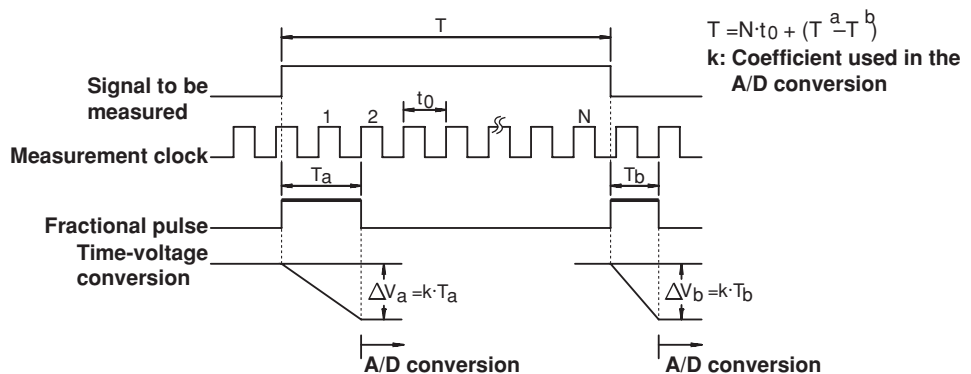 T =N·t0 + (T a–T b)
k: Coefficient used in the
A/D conversion
T
Signal to be
measured
t0
1 2 N
Measurement clock
Ta Tb
Fractional pulse
Time-voltage
conversion
ΔVa =k·Ta ΔVb =k·Tb
A/D conversion A/D conversion